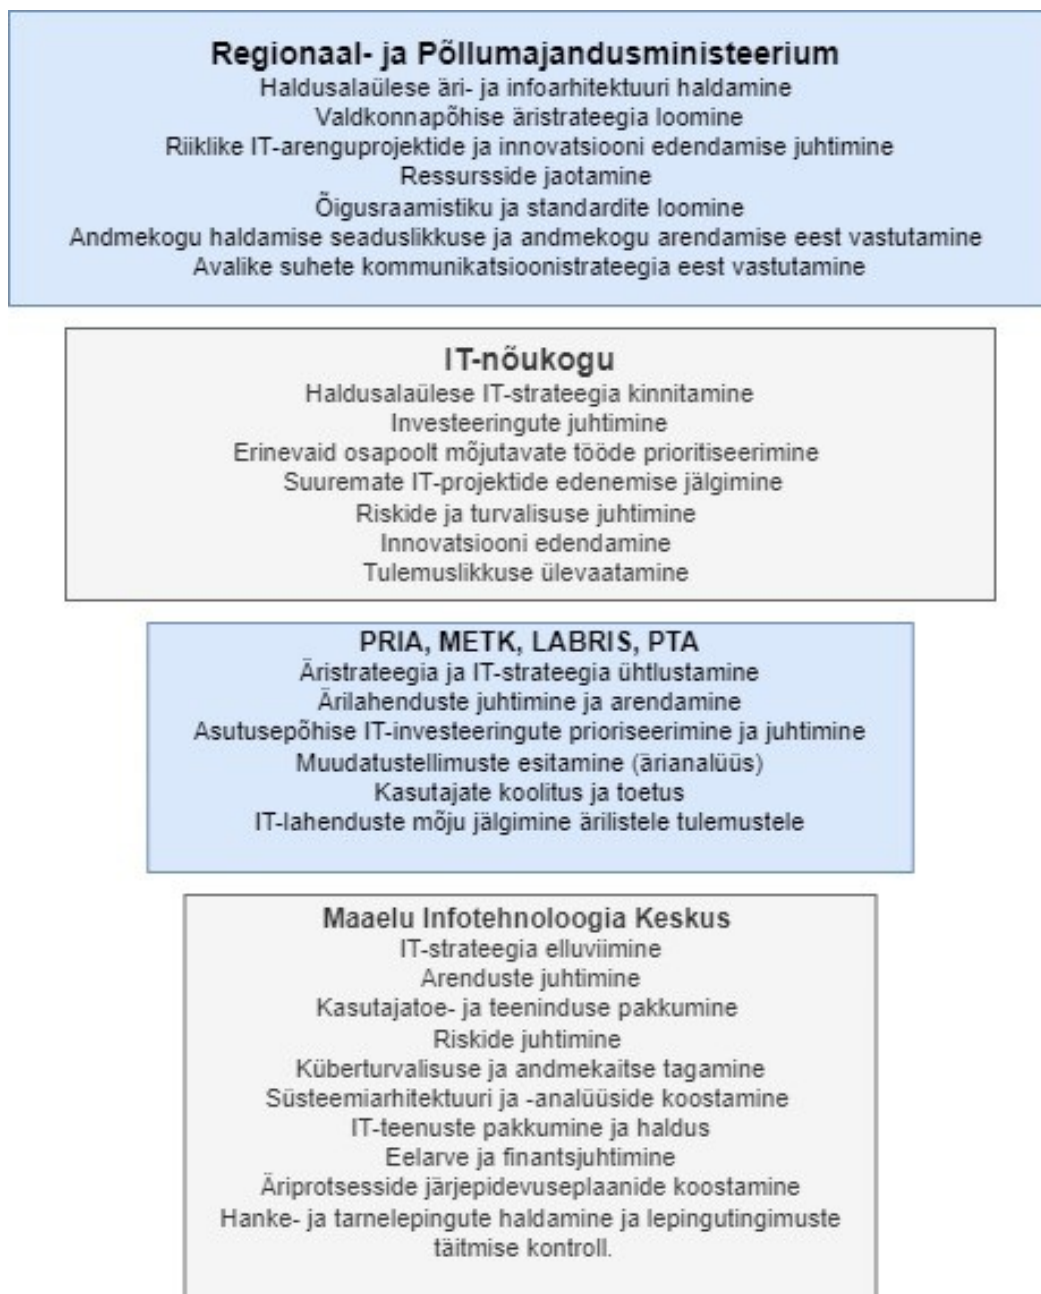 Regionaal- ja Põllumajandusministeerium
Haldusalaülese äri- ja infoarhitektuuri haldamine
Valdkonnapõhise äristrateegia loomine
Riiklike IT-arenguprojektide ja innovatsiooni edendamise juhtimine
Ressursside jaotamine
Õigusraamistiku ja standardite loomine
Andmekogu haldamise seaduslikkuse ja andmekogu arendamise eest vastutamine
Avalike suhete kommunikatsioonistrateegia eest vastutamine
IT-nõukogu
Haldusalaülese IT-strateegia kinnitamine
Investeeringute juhtimine
Erinevaid osapoolt mõjutavate tööde prioritiseerimine
Suuremate IT-projektide edenemise jälgimine
Riskide ja turvalisuse juhtimine
Innovatsiooni edendamine
Tulemuslikkuse ülevaatamine
PRIA, METK, LABRIS, PTA
Äristrateegia ja IT-strateegia ühtlustamine
Ärilahenduste juhtimine ja arendamine
Asutusepõhise IT-investeeringute prioriseerimine ja juhtimine
Muudatustellimuste esitamine (ärianalüüs)
Kasutajate koolitus ja toetus
IT-lahenduste mõju jälgimine ärilistele tulemustele
Maaelu Infotehnoloogia Keskus
IT-strateegia elluviimine
Arenduste juhtimine
Kasutajatoe- ja teeninduse pakkumine
Riskide juhtimine
Küberturvalisuse ja andmekaitse tagamine
Süsteemiarhitektuuri ja -analüüside koostamine
IT-teenuste pakkumine ja haldus
Eelarve ja finantsjuhtimine
Äriprotsesside järjepidevuseplaanide koostamine
Hanke- ja tarnelepingute haldamine ja lepingutingimuste
täitmise kontroll.